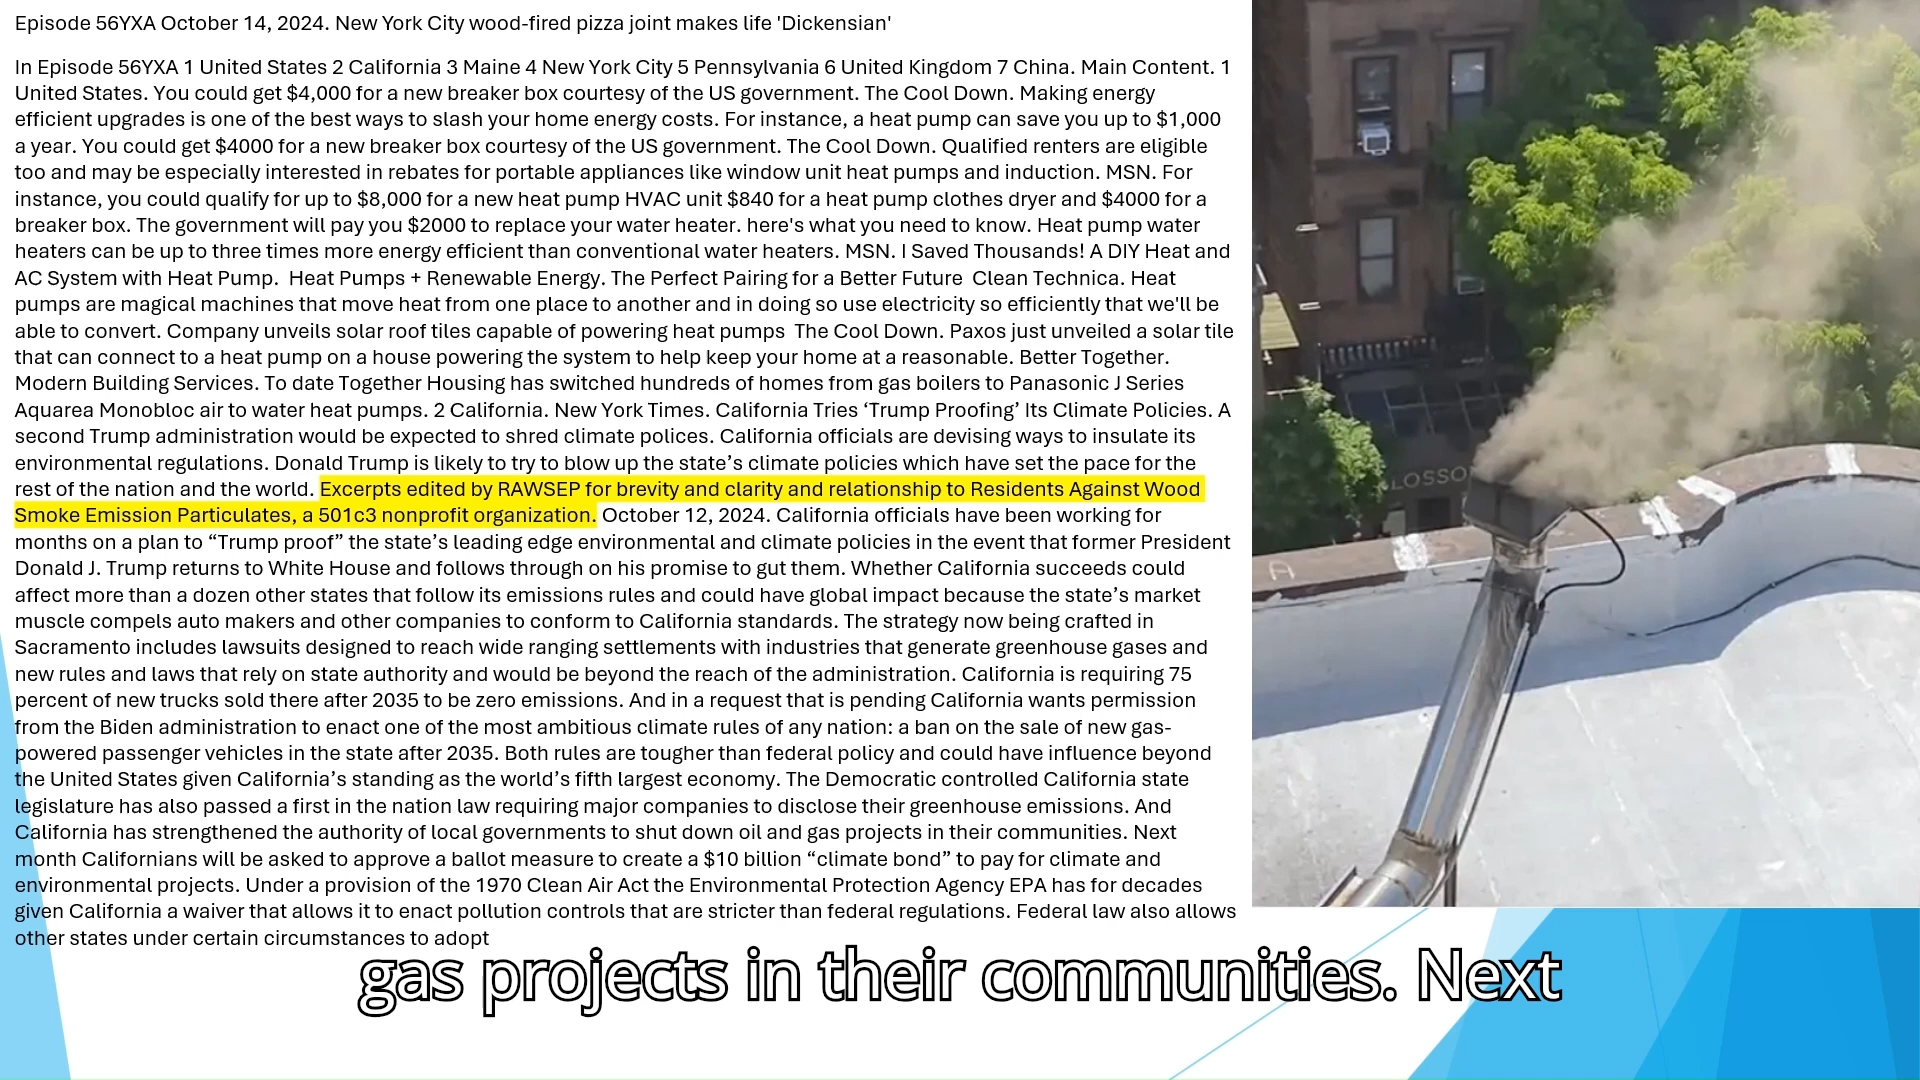 Episode 56YXA October 14, 2024. New York City wood-fired pizza joint makes life 'Dickensian'
In Episode 56YXA 1 United States 2 California 3 Maine 4 New York City 5 Pennsylvania 6 United Kingdom 7 China. Main Content. 1
United States. You could get $4,000 for a new breaker box courtesy of the US government. The Cool Down. Making energy
efficient upgrades is one of the best ways to slash your home energy costs. For instance, a heat pump can save you up to $1,000
a year. You could get $4000 for a new breaker box courtesy of the US government. The Cool Down. Qualified renters are eligible
too and may be especially interested in rebates for portable appliances like window unit heat pumps and induction. MSN. For
instance, you could qualify for up to $8,000 for a new heat pump HVAC unit $840 for a heat pump clothes dryer and $4000 for a
breaker box. The government will pay you $2000 to replace your water heater. here's what you need to know. Heat pump water
heaters can be up to three times more energy efficient than conventional water heaters. MSN. I Saved Thousands! A DIY Heat and
AC System with Heat Pump.  Heat Pumps + Renewable Energy. The Perfect Pairing for a Better Future  Clean Technica. Heat
pumps are magical machines that move heat from one place to another and in doing so use electricity so efficiently that we'll be
able to convert. Company unveils solar roof tiles capable of powering heat pumps  The Cool Down. Paxos just unveiled a solar tile
that can connect to a heat pump on a house powering the system to help keep your home at a reasonable. Better Together.
Modern Building Services. To date Together Housing has switched hundreds of homes from gas boilers to Panasonic J Series
Aquarea Monobloc air to water heat pumps. 2 California. New York Times. California Tries ‘Trump Proofing’ Its Climate Policies. A
second Trump administration would be expected to shred climate polices. California officials are devising ways to insulate its
environmental regulations. Donald Trump is likely to try to blow up the state’s climate policies which have set the pace for the
rest of the nation and the world. Excerpts edited by RAWSEP for brevity and clarity and relationship to Residents Against Wood
Smoke Emission Particulates, a 501c3 nonprofit organization. October 12, 2024. California officials have been working for
months on a plan to “Trump proof” the state’s leading edge environmental and climate policies in the event that former President
Donald J. Trump returns to White House and follows through on his promise to gut them. Whether California succeeds could
affect more than a dozen other states that follow its emissions rules and could have global impact because the state’s market
muscle compels auto makers and other companies to conform to California standards. The strategy now being crafted in
Sacramento includes lawsuits designed to reach wide ranging settlements with industries that generate greenhouse gases and
new rules and laws that rely on state authority and would be beyond the reach of the administration. California is requiring 75
percent of new trucks sold there after 2035 to be zero emissions. And in a request that is pending California wants permission
from the Biden administration to enact one of the most ambitious climate rules of any nation: a ban on the sale of new gas-
powered passenger vehicles in the state after 2035. Both rules are tougher than federal policy and could have influence beyond
the United States given California’s standing as the world’s fifth largest economy. The Democratic controlled California state
legislature has also passed a first in the nation law requiring major companies to disclose their greenhouse emissions. And
California has strengthened the authority of local governments to shut down oil and gas projects in their communities. Next
month Californians will be asked to approve a ballot measure to create a $10 billion “climate bond” to pay for climate and
environmental projects. Under a provision of the 1970 Clean Air Act the Environmental Protection Agency EPA has for decades
given California a waiver that allows it to enact pollution controls that are stricter than federal regulations. Federal law also allows
other states under certain circumstances to adopt
gas projects in their communities. Next